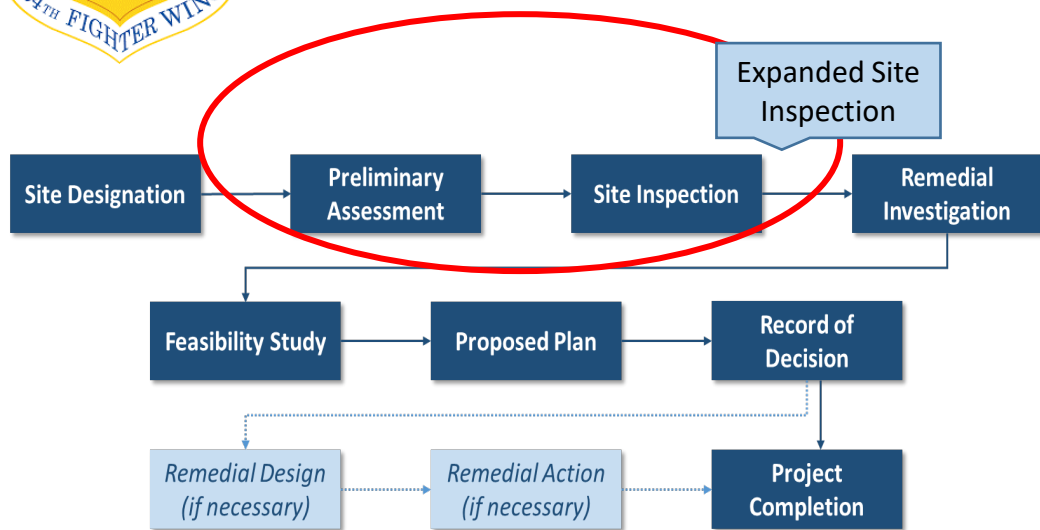 FIGHTER WING
Expanded Site
Inspection
Site Designation
Preliminary
Assessment
Site Inspection
Remedial
Investigation
Feasibility Study
Proposed Plan
Record of
Decision
Remedial Design
(if necessary)
Remedial Action
(if necessary)
Project
Completion